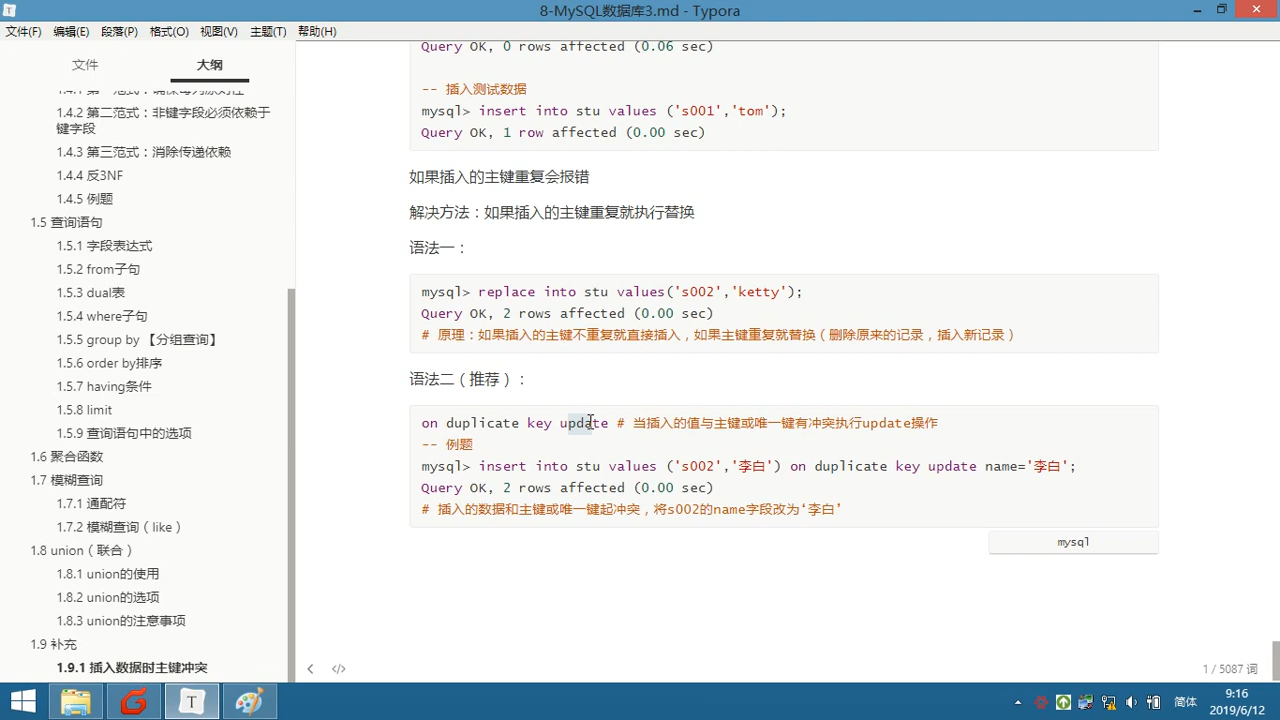 8-MySQL数据库3.md - Typora
文件(F) 编辑(E) 段落(P) 格式(O) 视图(V) 主题(T) 帮助(H)
文件 大纲
1.4.2 第二范式：非键字段必须依赖于
键字段
1.4.3 第三范式：消除传递依赖
1.4.4 反3NF
1.4.5 例题
1.5 查询语句
1.5.1 字段表达式
1.5.2 from子句
1.5.3 dual表
1.5.4 where子句
1.5.5 group by 【分组查询】
1.5.6 order by排序
1.5.7 having条件
1.5.8 limit
1.5.9 查询语句中的选项
1.6 聚合函数
1.7 模糊查询
1.7.1 通配符
1.7.2 模糊查询（like）
1.8 union（联合）
1.8.1 union的使用
1.8.2 union的选项
1.8.3 union的注意事项
1.9 补充
1.9.1 插入数据时主键冲突
Query OK, 0 rows affected (0.06 sec)
-- 插入测试数据
mysql> insert into stu values ('s001','tom');
Query OK, 1 row affected (0.00 sec)
如果插入的主键重复会报错
解决方法：如果插入的主键重复就执行替换
语法一：
mysql> replace into stu values('s002','ketty');
Query OK, 2 rows affected (0.00 sec)
# 原理：如果插入的主键不重复就直接插入，如果主键重复就替换（删除原来的记录，插入新记录）
语法二（推荐）：
on duplicate key update # 当插入的值与主键或唯一键有冲突执行update操作
-- 例题
mysql> insert into stu values ('s002','李白') on duplicate key update name='李白';
Query OK, 2 rows affected (0.00 sec)
# 插入的数据和主键或唯一键起冲突，将s002的name字段改为‘李白’
mysql
1 / 5087 词
T
简体
9:16
2019/6/12